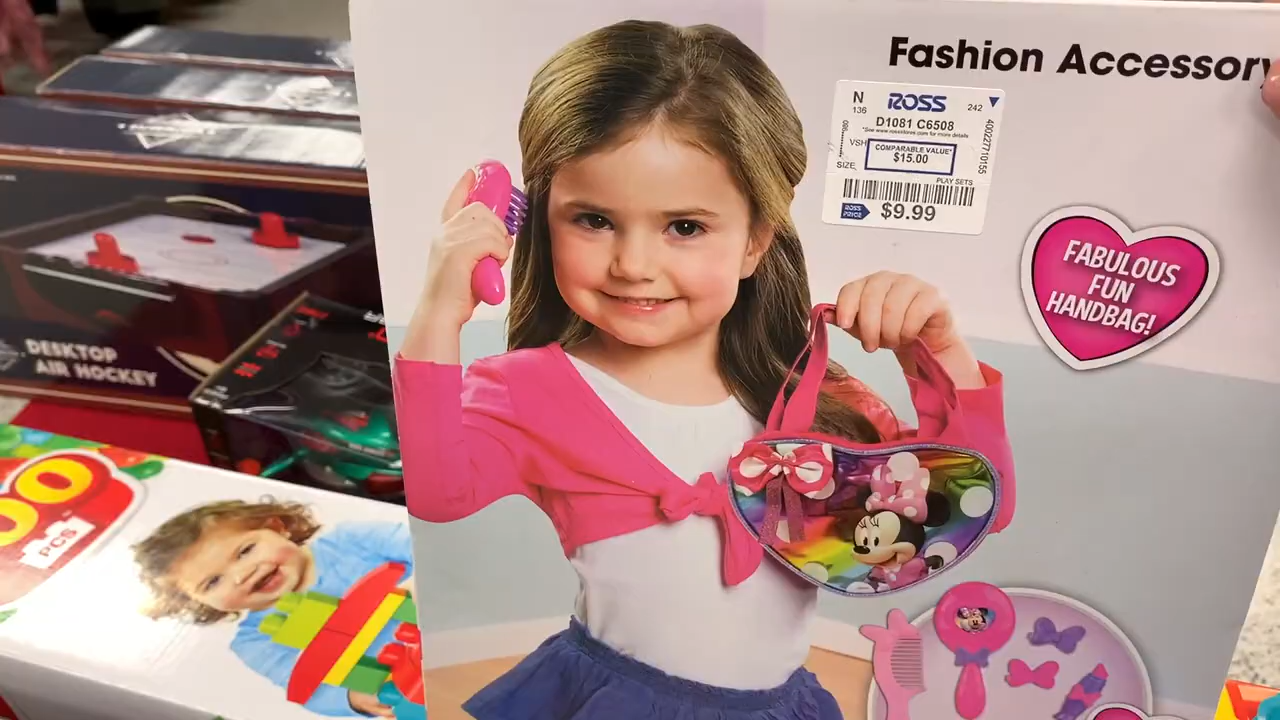 Fashion Accessory
N
136
ROSS
242
D1081 C6508
*See www.rossstores.com for more details
VSH
COMPARABLE VALUE*
$15.00
SIZE
PLAY SETS
ROSS
PRICE
$9.99
400227710155
FABULOUS
FUN
HANDBAG!
DESKTOP
AIR HOCKEY
PCS